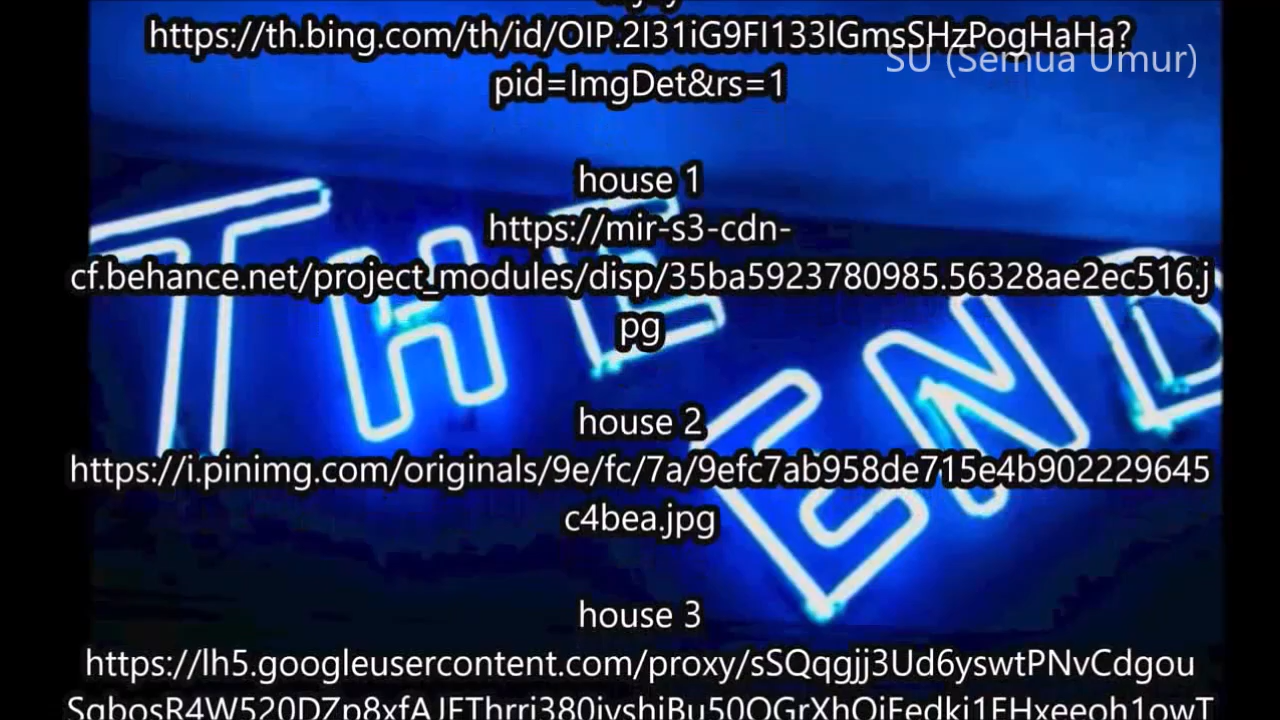 https://th.bing.com/th/id/OIP.2I31iG9FI133lGmsSHzPogHaHa?
SU (Semua Umur)
pid=ImgDet&rs=1
house 1
https://mir-s3-cdn-
cf.behance.net/project_modules/disp/35ba5923780985.56328ae2ec516.j
pg
THE
END
house 2
https://i.pinimg.com/originals/9e/fc/7a/9efc7ab958de715e4b902229645
c4bea.jpg
house 3
https://lh5.googleusercontent.com/proxy/sSQqgjj3Ud6yswtPNvCdgou